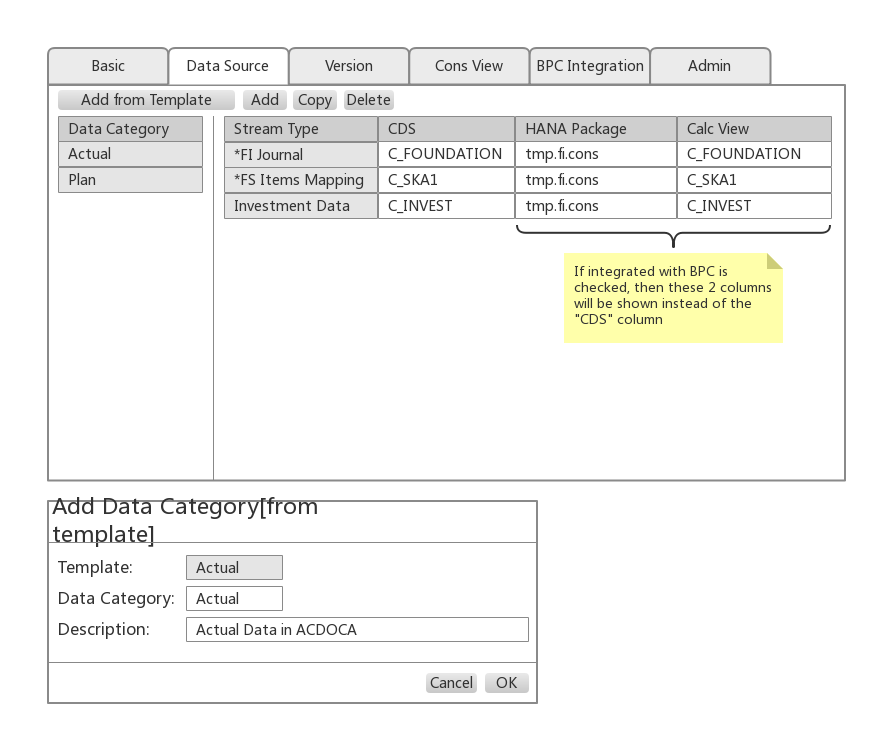 Basic Data Source Version Cons View BPC Integration Admin
Add from Template Add Copy Delete
Data Category Stream Type CDS HANA Package Calc View
Actual *FI Journal C_FOUNDATION tmp.fi.cons C_FOUNDATION
Plan *FS Items Mapping C_SKA1 tmp.fi.cons C_SKA1
Investment Data C_INVEST tmp.fi.cons C_INVEST
If integrated with BPC is
checked, then these 2 columns
will be shown instead of the
"CDS" column
Add Data Category[from
template]
Template: Actual
Data Category: Actual
Description: Actual Data in ACDOCA
Cancel OK